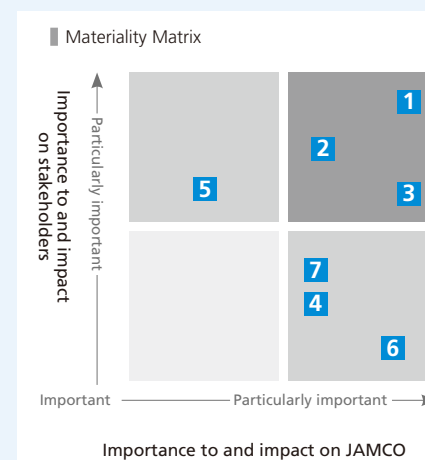 Materiality Matrix
Importance to and impact
on stakeholders
Particularly important
1
2
3
5
7
4
6
Important
Particularly important
Importance to and impact on JAMCO